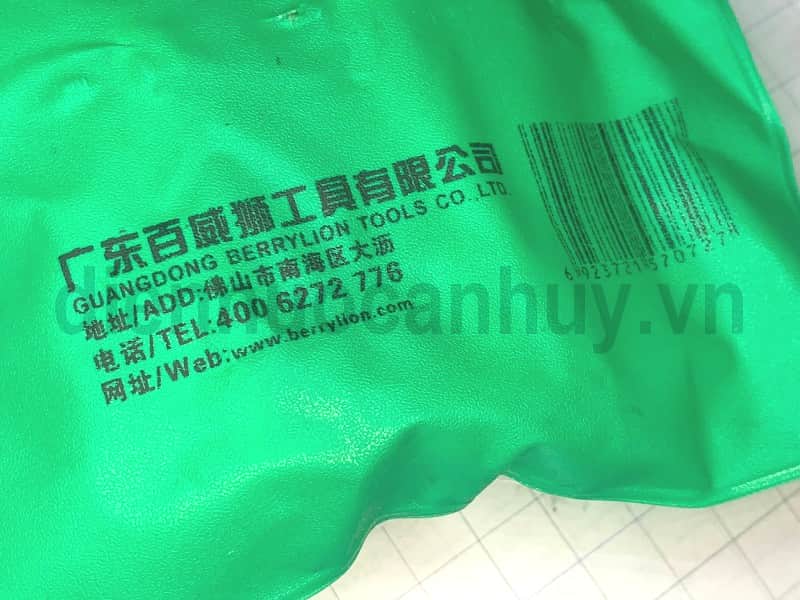 广东百威狮工具有限公司
GUANGDONG BERRYLION TOOLS CO.,LTD.
地址/ADD:佛山市南海区大沥
电话/TEL:400 6272 776
网址/Web:www.berrylion.com